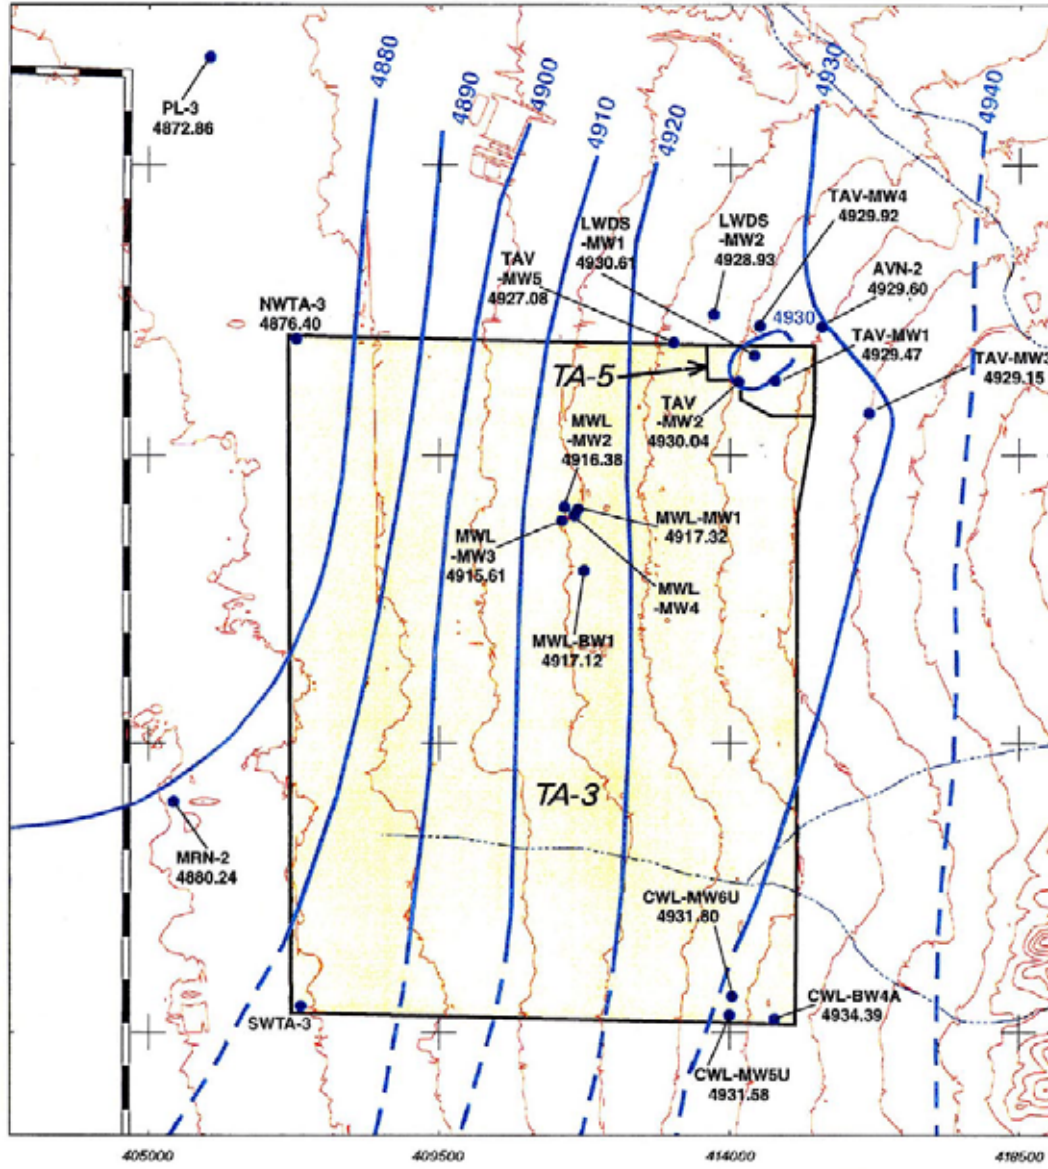 4880
4890
4900
4910
4920
4930
4940
PL-3
4872.86
TAV-MW4
4929.92
LWDS
-MW1
4930.61
LWDS
-MW2
4928.93
TAV
-MW5
4927.08
AVN-2
4929.60
NWTA-3
4876.40
4930
TAV-MW1
4929.47
TAV-MW3
4929.15
TA-5
TAV
-MW2
4930.04
MWL
-MW2
4916.38
MWL-MW1
4917.32
MWL
-MW3
4915.61
MWL
-MW4
MWL-BW1
4917.12
TA-3
MRN-2
4880.24
CWL-MW6U
4931.80
CWL-BW4A
4934.39
SWTA-3
CWL-MW5U
4931.58
405000
409500
414000
418500